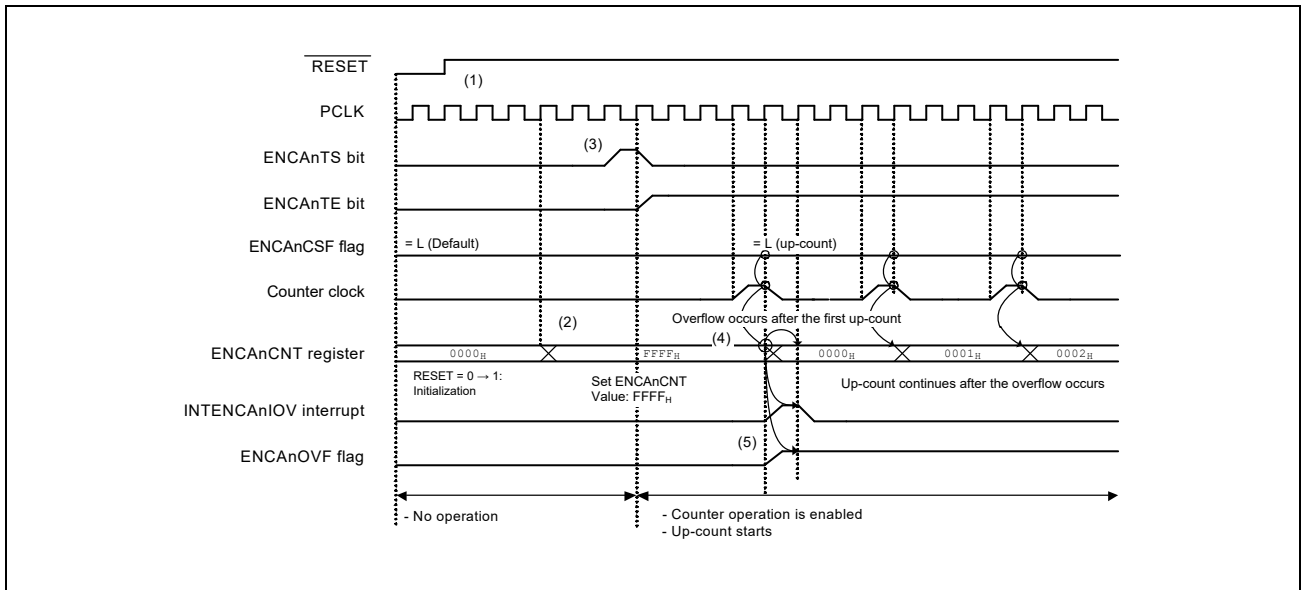 RESET
(1)
PCLK
ENCAnTS bit
(3)
ENCAnTE bit
ENCAnCSF flag
= L (Default)
= L (up-count)
Counter clock
(2)
Overflow occurs after the first up-count
(4)
ENCAnCNT register
0000H
FFFFH
0000H
0001H
0002H
RESET = 0 → 1:
Initialization
Set ENCAnCNT
Value: FFFFH
Up-count continues after the overflow occurs
INTENCAnIOV interrupt
(5)
ENCAnOVF flag
- No operation
- Counter operation is enabled
- Up-count starts